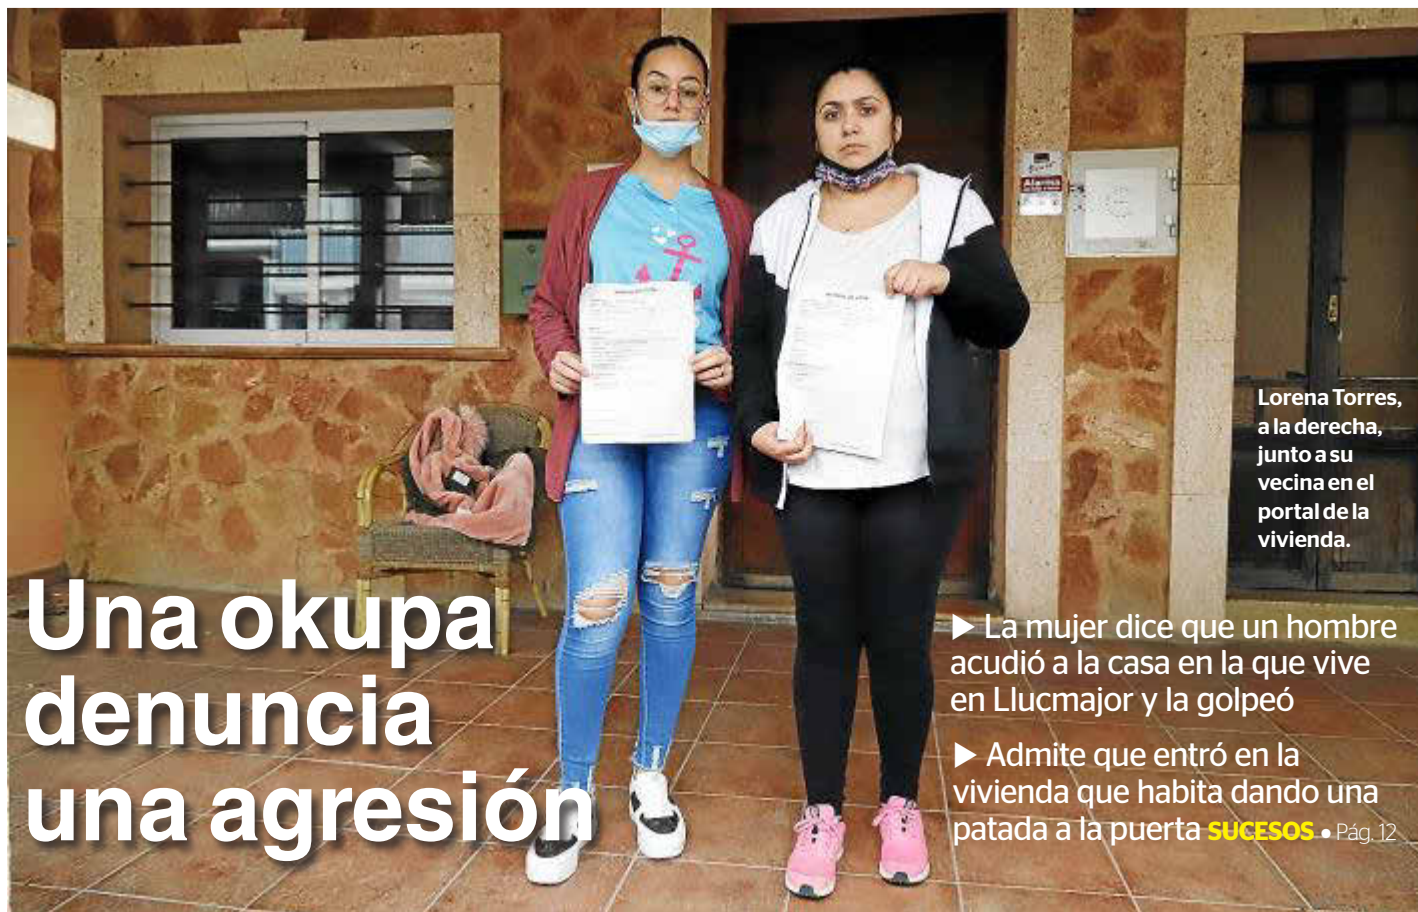 Alarma
Lorena Torres,
a la derecha,
junto a su
vecina en el
portal de la
vivienda.
Una okupa
denuncia
una agresión
▶ La mujer dice que un hombre
acudió a la casa en la que vive
en Llucmajor y la golpeó
▶ Admite que entró en la
vivienda que habita dando una
patada a la puerta SUCESOS • Pág. 12